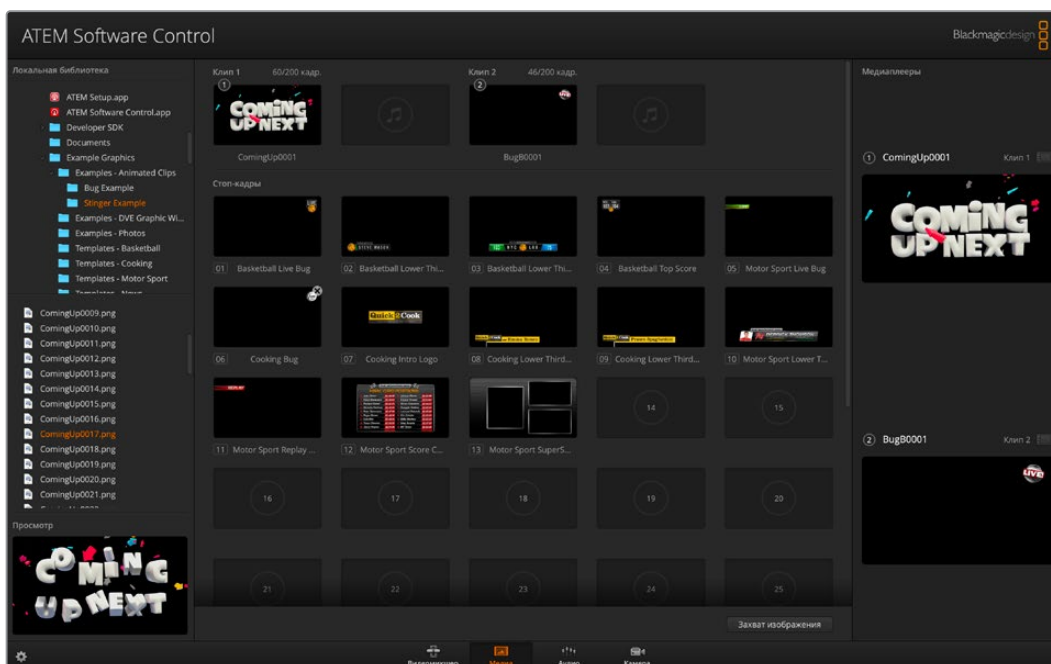 ATEM Software Control
Blackmagicdesign
Локальная библиотека
ATEM Setup.app
ATEM Software Control.app
Developer SDK
Documents
Example Graphics
Examples - Animated Clips
Bug Example
Stinger Example
Examples - DVE Graphic Wi...
Examples - Photos
Templates - Basketball
Templates - Cooking
Templates - Motor Sport
ComingUp0009.png
ComingUp0010.png
ComingUp0011.png
ComingUp0012.png
ComingUp0013.png
ComingUp0014.png
ComingUp0015.png
ComingUp0016.png
ComingUp0017.png
ComingUp0018.png
ComingUp0019.png
ComingUp0020.png
ComingUp0021.png
Просмотр
COMING
UP NEXT
Клип 1 60/200 кадр.
Клип 2 46/200 кадр.
1
2
COMING
UP NEXT
ComingUp0001
BugB0001
Стоп-кадры
01 Basketball Live Bug
02 Basketball Lower Thi...
03 Basketball Lower Thi...
04 Basketball Top Score
05 Motor Sport Live Bug
Quick Cook
06 Cooking Bug
07 Cooking Intro Logo
08 Cooking Lower Third...
09 Cooking Lower Third...
10 Motor Sport Lower T...
11 Motor Sport Replay ...
12 Motor Sport Score C...
13 Motor Sport SuperS...
14
15
16
17
18
19
20
21
22
23
24
25
Захват изображения
Медиаплееры
1 ComingUp0001 Клип 1
COMING
UP NEXT
2 BugB0001 Клип 2
LIVE!
Медиа
Аудио
Камера